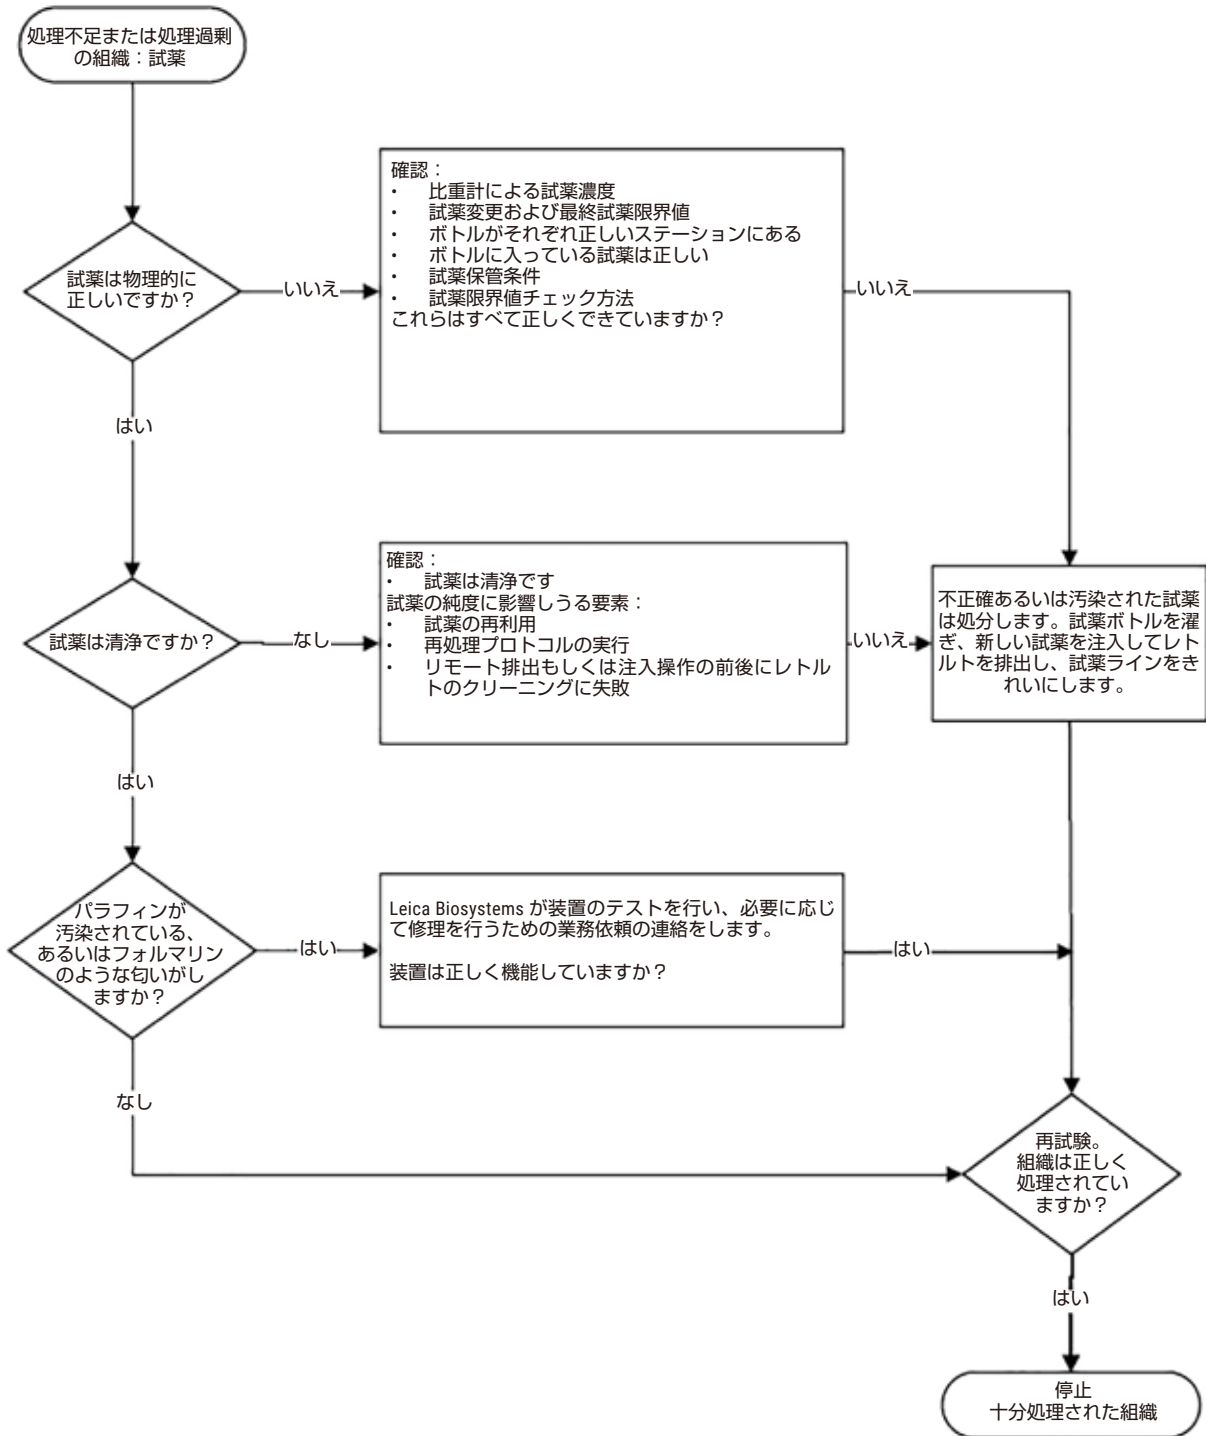 処理不足または処理過剰
の組織：試薬
試薬は物理的に
正しいですか？
いいえ
確認：
• 比重計による試薬濃度
• 試薬変更および最終試薬限界値
• ボトルがそれぞれ正しいステーションにある
• ボトルに入っている試薬は正しい
• 試薬保管条件
• 試薬限界値チェック方法
これらはすべて正しくできていますか？
いいえ
はい
試薬は清浄ですか？
なし
確認：
• 試薬は清浄です
試薬の純度に影響しうる要素：
• 試薬の再利用
• 再処理プロトコルの実行
• リモート排出もしくは注入操作の前後にレトル
トのクリーニングに失敗
いいえ
不正確あるいは汚染された試薬
は処分します。試薬ボトルを濯
ぎ、新しい試薬を注入してレト
ルトを排出し、試薬ラインをき
れいにします。
はい
パラフィンが
汚染されている、
あるいはフォルマリン
のような匂いがし
ますか？
はい
Leica Biosystems が装置のテストを行い、必要に応じ
て修理を行うための業務依頼の連絡をします。
装置は正しく機能していますか？
はい
なし
再試験。
組織は正しく
処理されてい
ますか？
はい
停止
十分処理された組織